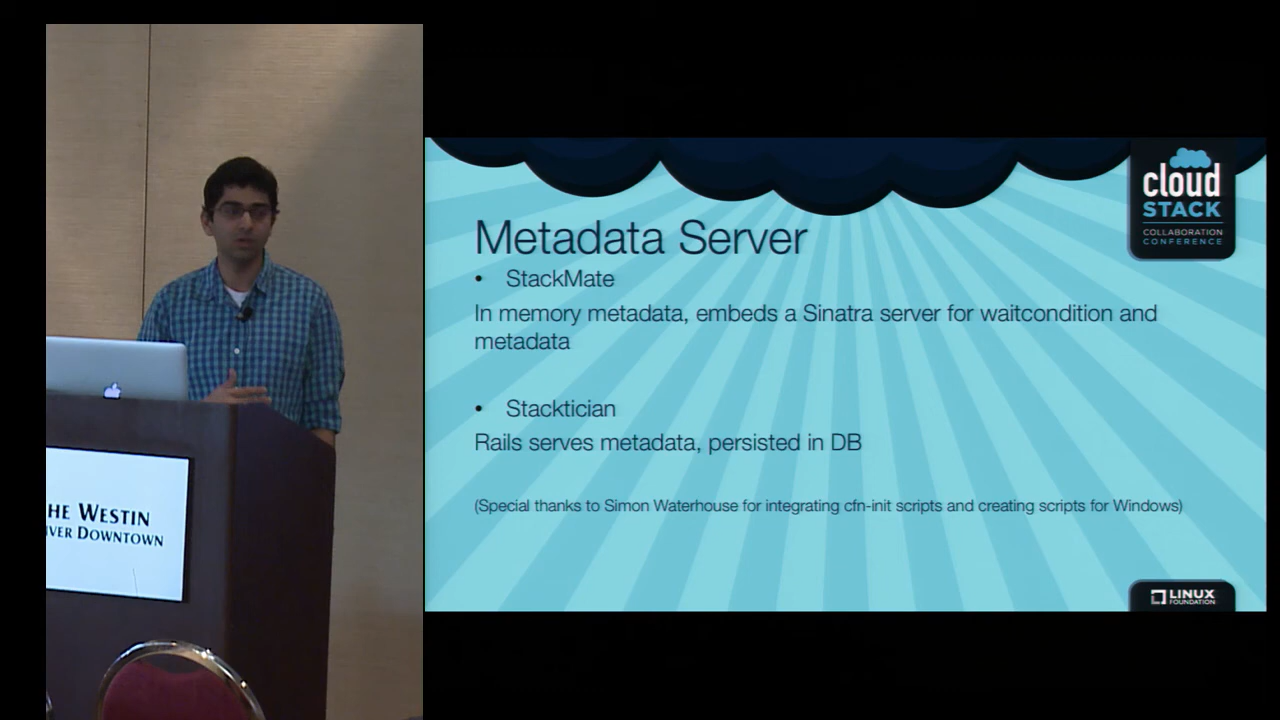 cloud
STACK
COLLABORATION
CONFERENCE
Metadata Server
• StackMate
In memory metadata, embeds a Sinatra server for waitcondition and
metadata
• Stacktician
Rails serves metadata, persisted in DB
(Special thanks to Simon Waterhouse for integrating cfn-init scripts and creating scripts for Windows)
LINUX
FOUNDATION
HE WESTIN
VER DOWNTOWN